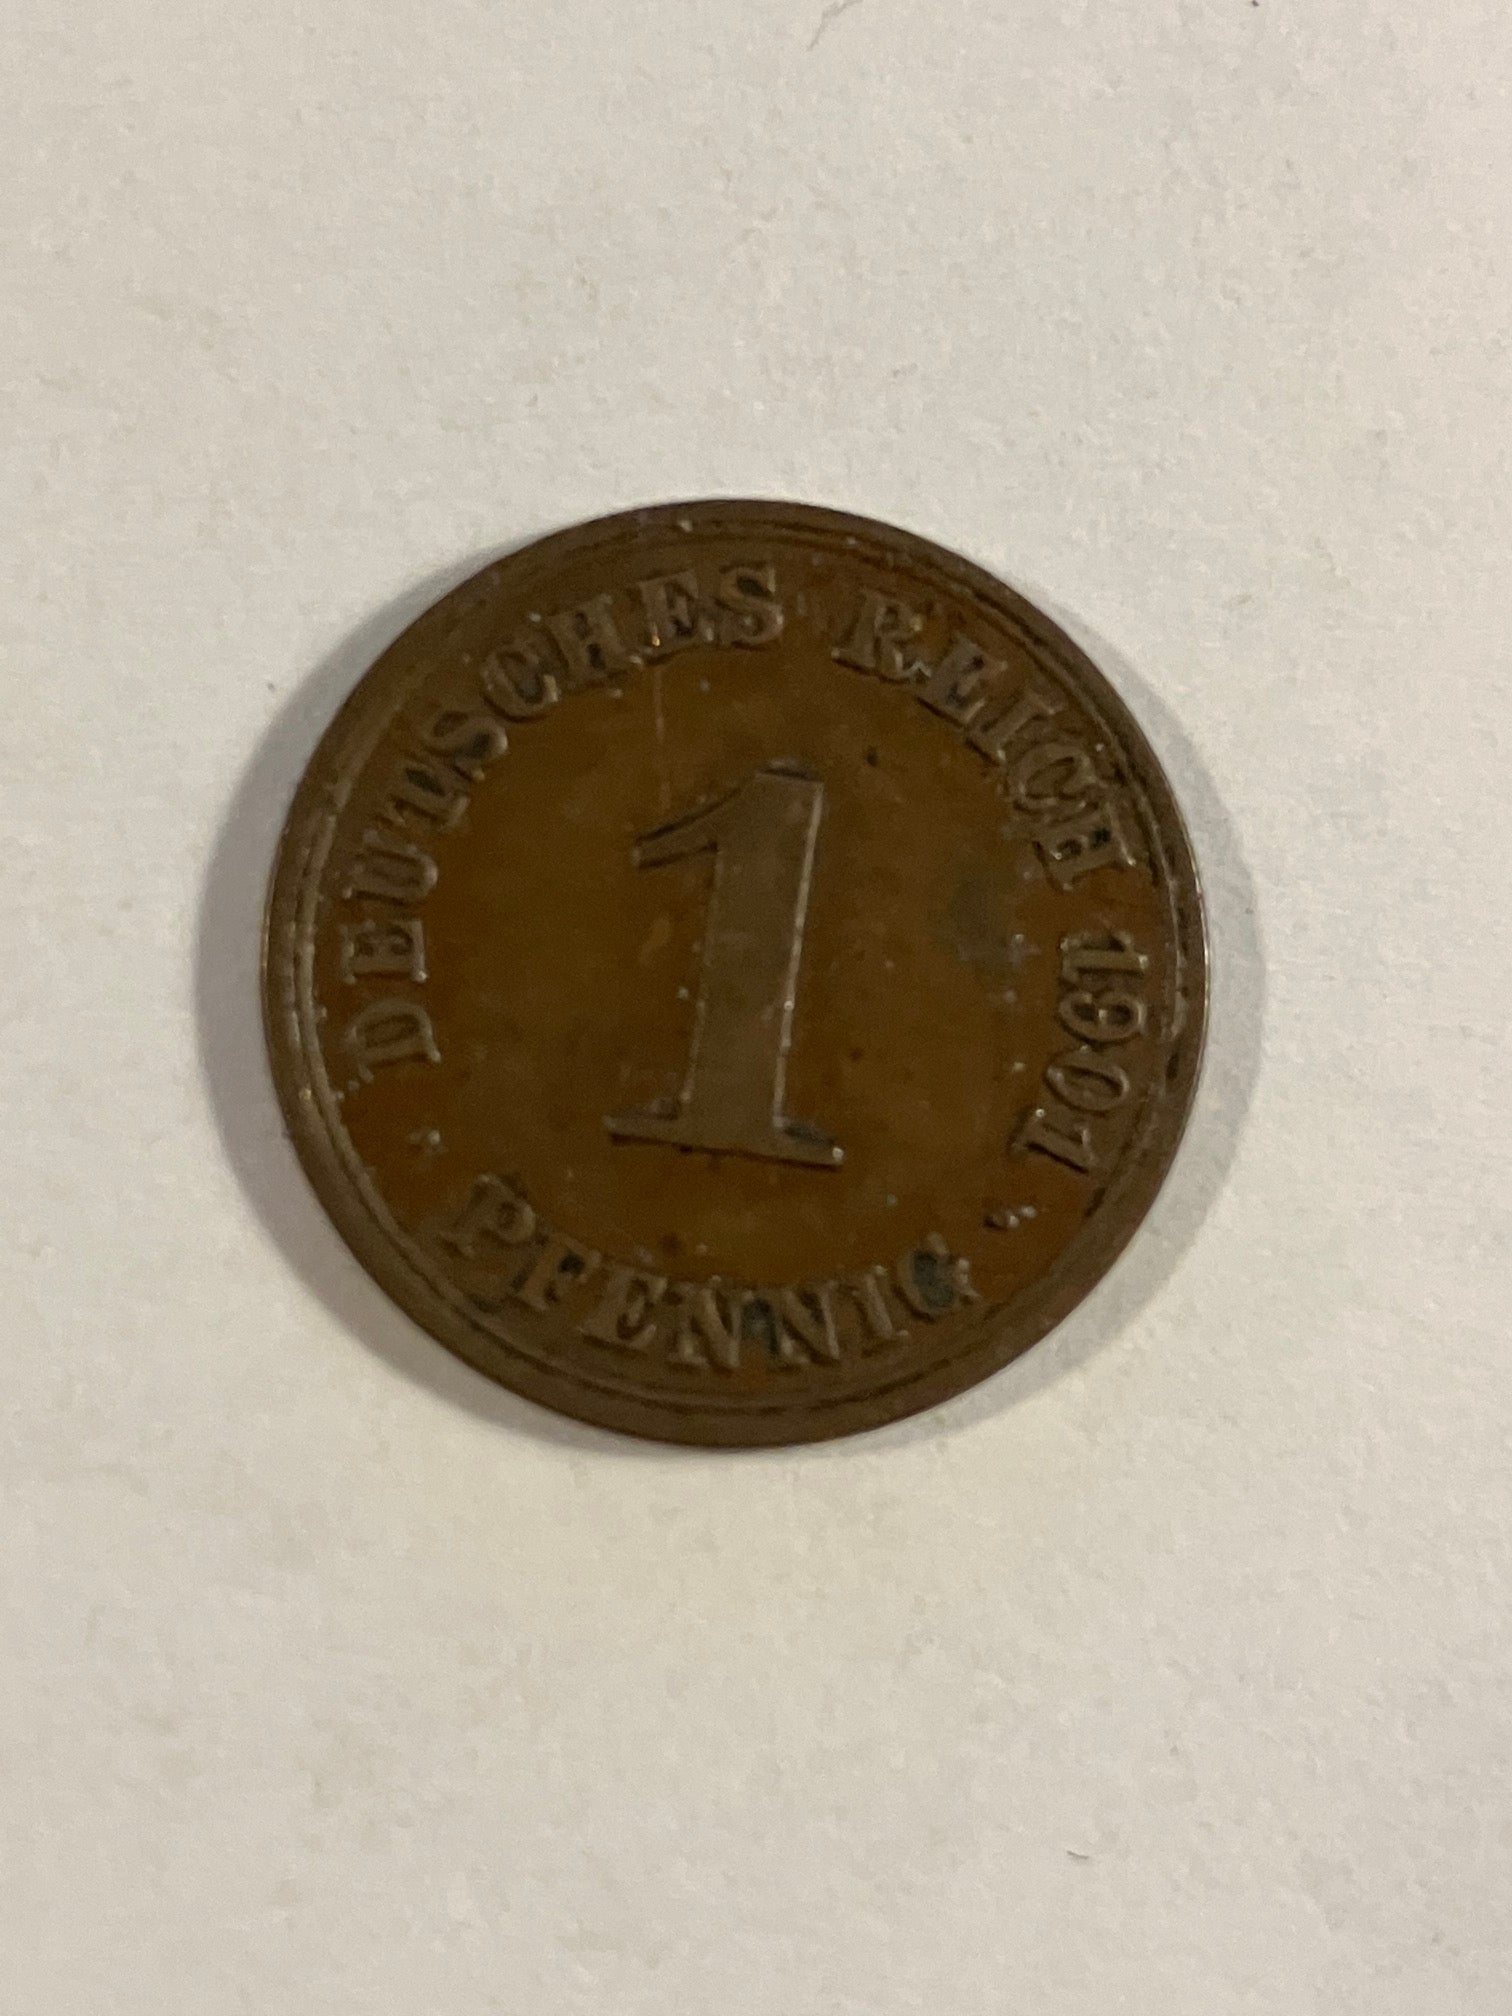 DEUTSCHES REICH 1901
1
PFENNIG